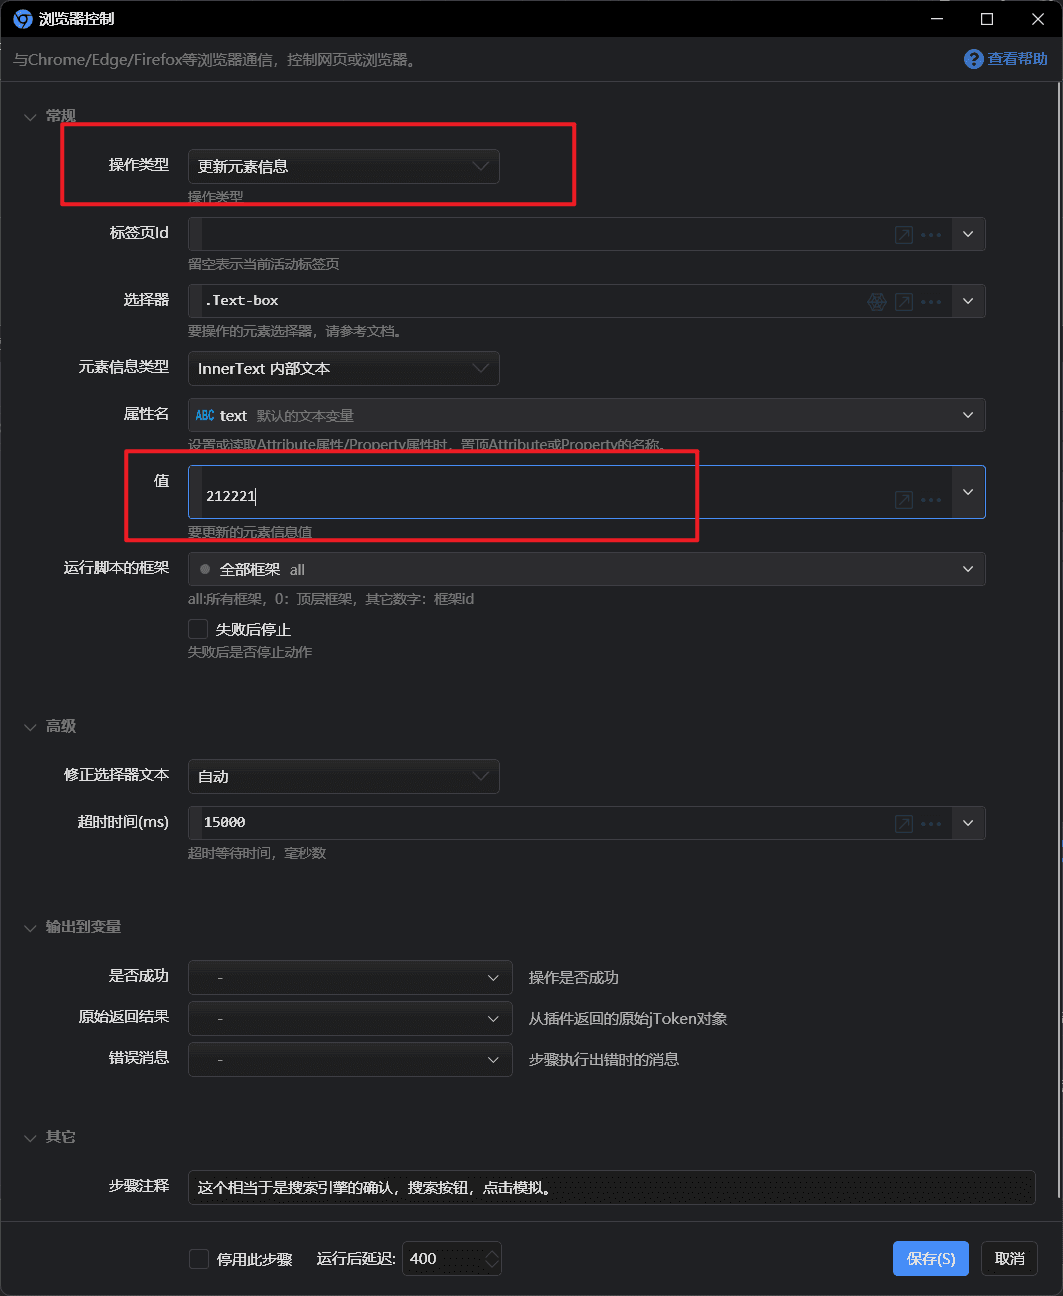 浏览器控制
与Chrome/Edge/Firefox等浏览器通信，控制网页或浏览器。
查看帮助
常规
操作类型
更新元素信息
操作类型
标签页Id
留空表示当前活动标签页
选择器
.Text-box
要操作的元素选择器，请参考文档。
元素信息类型
InnerText 内部文本
属性名
ABC text 默认的文本变量
设置或读取Attribute属性/Property属性时，置顶Attribute或Property的名称。
值
212221
要更新的元素信息值
运行脚本的框架
全部框架 all
all:所有框架，0：顶层框架，其它数字：框架id
失败后停止
失败后是否停止动作
高级
修正选择器文本
自动
超时时间(ms)
15000
超时等待时间，毫秒数
输出到变量
是否成功
-
操作是否成功
原始返回结果
-
从插件返回的原始jToken对象
错误消息
-
步骤执行出错时的消息
其它
步骤注释
这个相当于是搜索引擎的确认，搜索按钮，点击模拟。
停用此步骤
运行后延迟:
400
保存(S)
取消